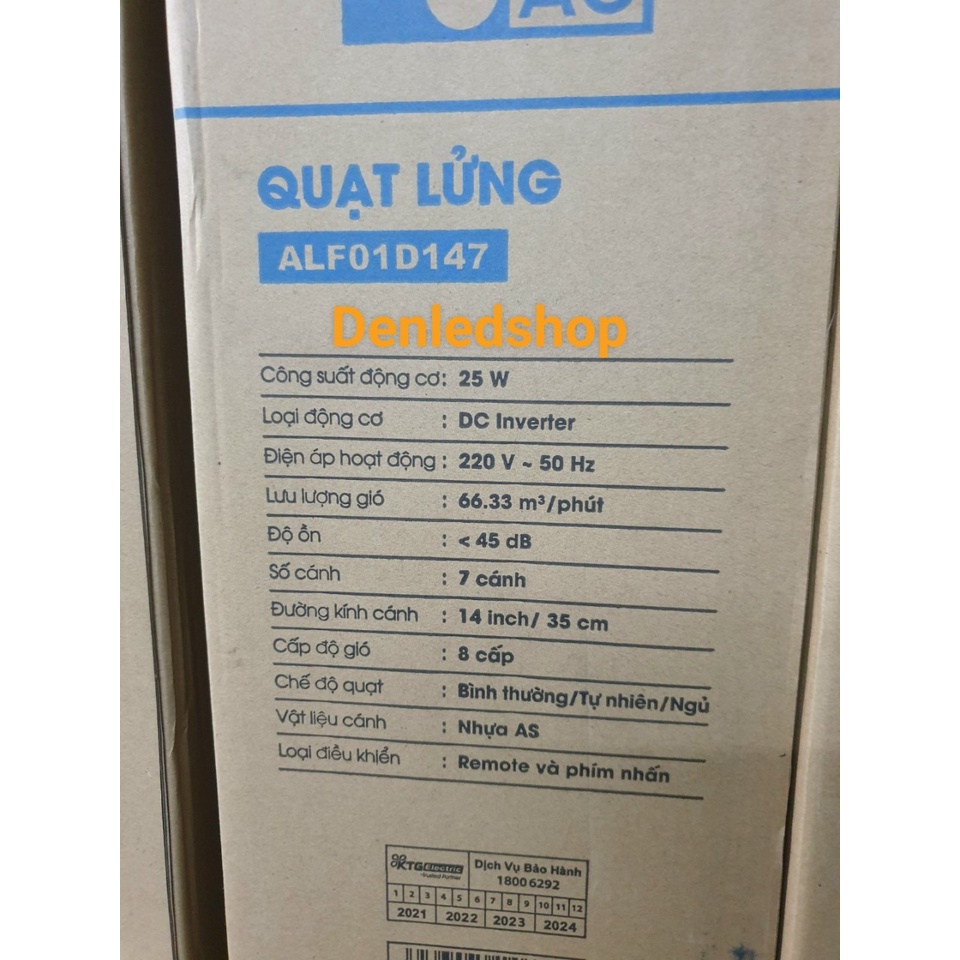 AC
QUẠT LỬNG
ALF01D147
Denledshop
Công suất động cơ: 25 W
Loại động cơ : DC Inverter
Điện áp hoạt động : 220 V ~ 50 Hz
Lưu lượng gió : 66.33 m³/phút
Độ ồn : < 45 dB
Số cánh : 7 cánh
Đường kính cánh : 14 inch/ 35 cm
Cấp độ gió : 8 cấp
Chế độ quạt : Bình thường/Tự nhiên/Ngủ
Vật liệu cánh : Nhựa AS
Loại điều khiển : Remote và phím nhấn
KTG Electric
Trusted Partner
Dịch Vụ Bảo Hành
1800 6292
1 2 3 4 5 6 7 8 9 10 11 12
2021 2022 2023 2024